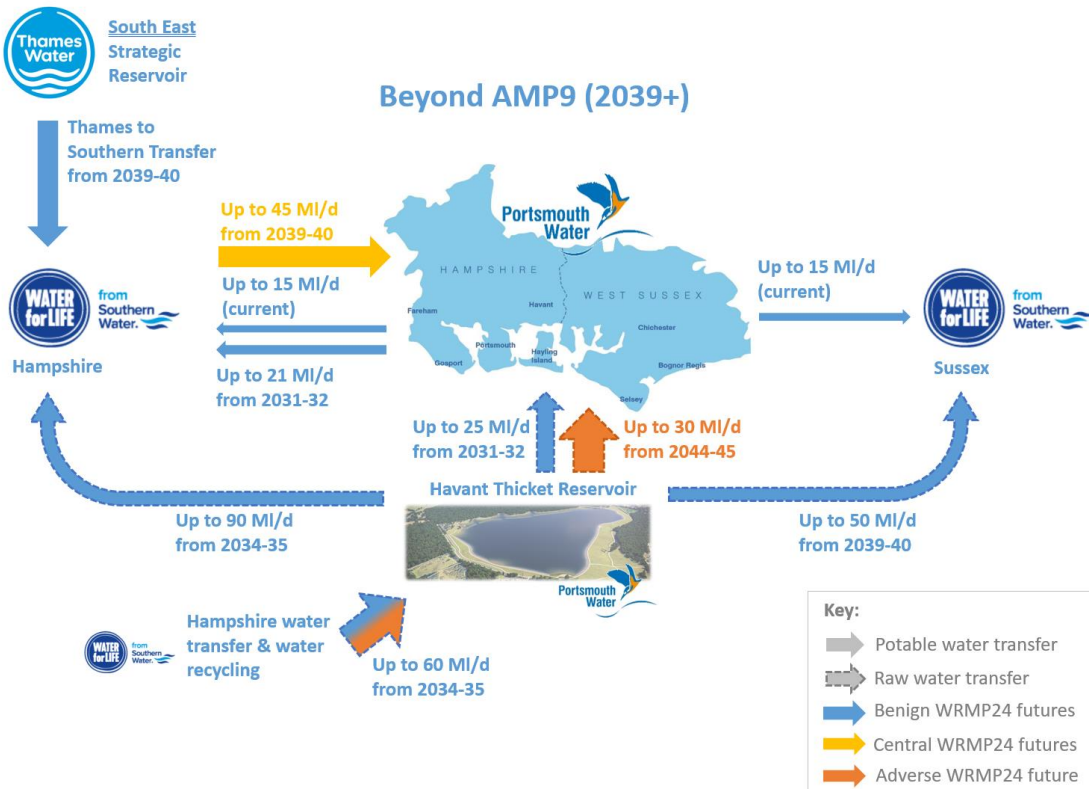 Thames
Water
South East
Strategic
Reservoir
Beyond AMP9 (2039+)
Thames to
Southern Transfer
from 2039-40
Up to 45 Ml/d
from 2039-40
Up to 15 Ml/d
(current)
Up to 21 Ml/d
from 2031-32
Portsmouth
Water
HAMPSHIRE
WEST SUSSEX
Fareham
Havant
Portsmouth
Gosport
Hayling
Island
Chichester
Bognor Regis
Selsey
Up to 15 Ml/d
(current)
WATER
for LIFE
from
Southern
Water.
Hampshire
WATER
for LIFE
from
Southern
Water.
Sussex
Up to 25 Ml/d
from 2031-32
Up to 30 Ml/d
from 2044-45
Havant Thicket Reservoir
Up to 90 Ml/d
from 2034-35
Up to 50 Ml/d
from 2039-40
Portsmouth
Water
WATER
for LIFE
from
Southern
Water.
Hampshire water
transfer & water
recycling
Up to 60 Ml/d
from 2034-35
Key:
Potable water transfer
Raw water transfer
Benign WRMP24 futures
Central WRMP24 futures
Adverse WRMP24 future